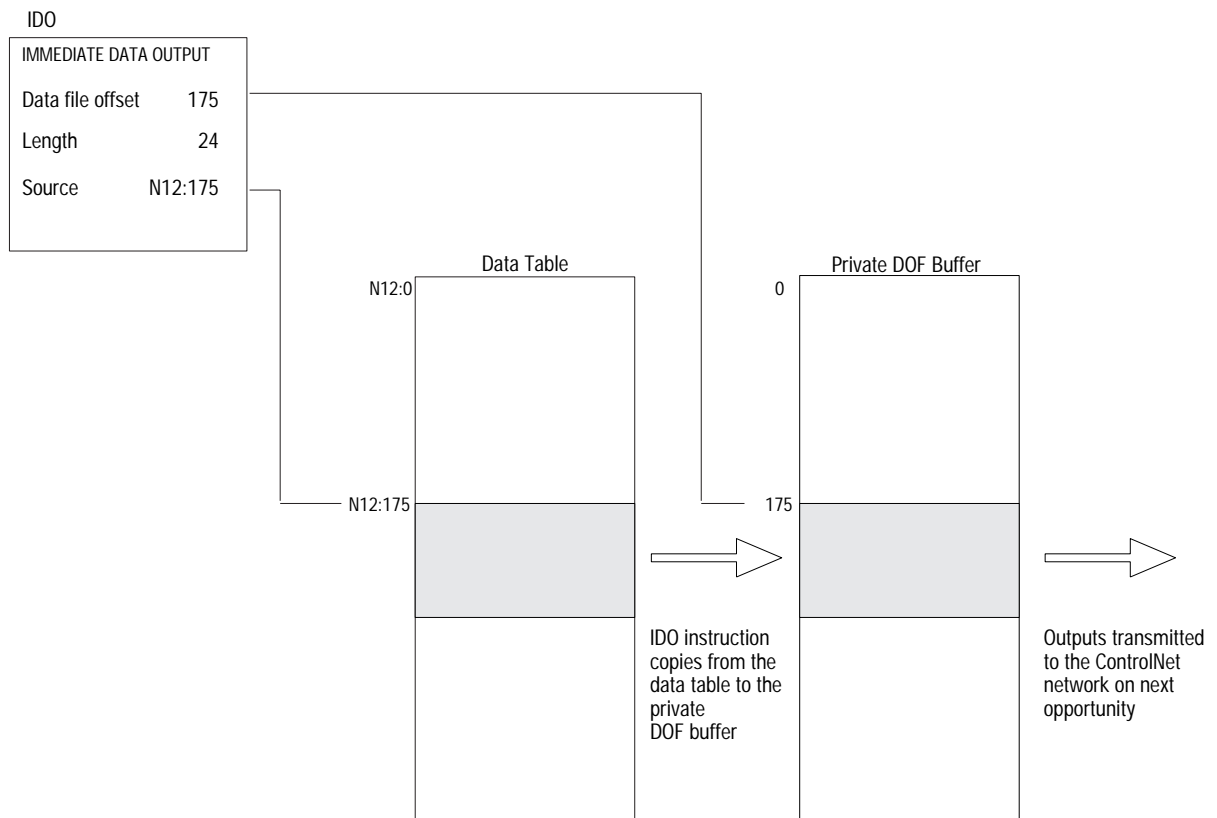 IDO
IMMEDIATE DATA OUTPUT
Data file offset 175
Length 24
Source N12:175
Data Table
Private DOF Buffer
N12:0
0
N12:175
175
IDO instruction
copies from the
data table to the
private
DOF buffer
Outputs transmitted
to the ControlNet
network on next
opportunity